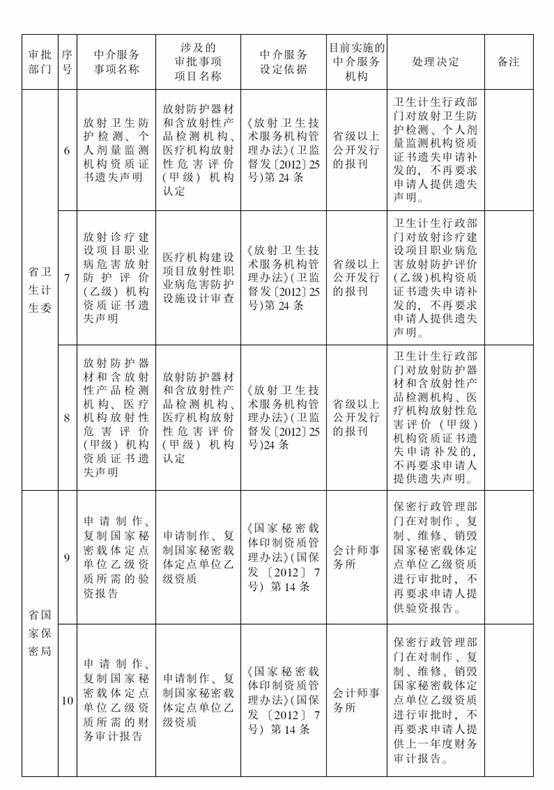 审批部门
序号
中介服务
事项名称
涉及的
审批事项
项目名称
中介服务
设定依据
目前实施的
中介服务
机构
处理决定
备注
省卫
生计
生委
6
放射卫生防
护检测、个
人剂量监测
机构资质证
书遗失声明
放射防护器材
和含放射性产
品检测机构、
医疗机构放射
性危害评价
(甲级)机构
认定
《放射卫生技
术服务机构管
理办法》(卫监
督发〔2012〕25
号)第24条
省级以上
公开发行
的报刊
卫生计生行政部
门对放射卫生防
护检测、个人剂
量监测机构资质
证书遗失申请补
发的,不再要求
申请人提供遗失
声明。
7
放射诊疗建
设项目职业
病危害放射
防护评价
(乙级)机构
资质证书遗
失声明
医疗机构建设
项目放射性职
业病危害防护
设施设计审查
《放射卫生技
术服务机构管
理办法》(卫监
督发〔2012〕25
号)第24条
省级以上
公开发行
的报刊
卫生计生行政部
门对放射诊疗建
设项目职业病危
害放射防护评价
(乙级)机构资质
证书遗失申请补
发的,不再要求
申请人提供遗失
声明。
8
放射防护器
材和含放射
性产品检测
机构、医疗
机构放射性
危害评价
(甲级)机构
资质证书遗
失声明
放射防护器材
和含放射性产
品检测机构、
医疗机构放射
性危害评价
(甲级)机构
认定
《放射卫生技
术服务机构管
理办法》(卫监
督发〔2012〕25
号)24条
省级以上
公开发行
的报刊
卫生计生行政部
门对放射防护器
材和含放射性产
品检测机构、医
疗机构放射性危
害评价(甲级)
机构资质证书遗
失申请补发的,
不再要求申请人
提供遗失声明。
省国
家保
密局
9
申请制作、
复制国家秘
密载体定点
单位乙级资
质所需的验
资报告
申请制作、复
制国家秘密载
体定点单位乙
级资质
《国家秘密载
体印制资质管
理办法》(国保
发〔2012〕7
号)第14条
会计师事
务所
保密行政管理部
门在对制作、复
制、维修、销毁
国家秘密载体定
点单位乙级资质
进行审批时,不
再要求申请人提
供验资报告。
10
申请制作、
复制国家秘
密载体定点
单位乙级资
质所需的财
务审计报告
申请制作、复
制国家秘密载
体定点单位乙
级资质
《国家秘密载
体印制资质管
理办法》(国保
发〔2012〕7
号)第14条
会计师事
务所
保密行政管理部
门在对制作、复
制、维修、销毁
国家秘密载体定
点单位乙级资质
进行审批时,不
再要求申请人提
供上一年度财务
审计报告。